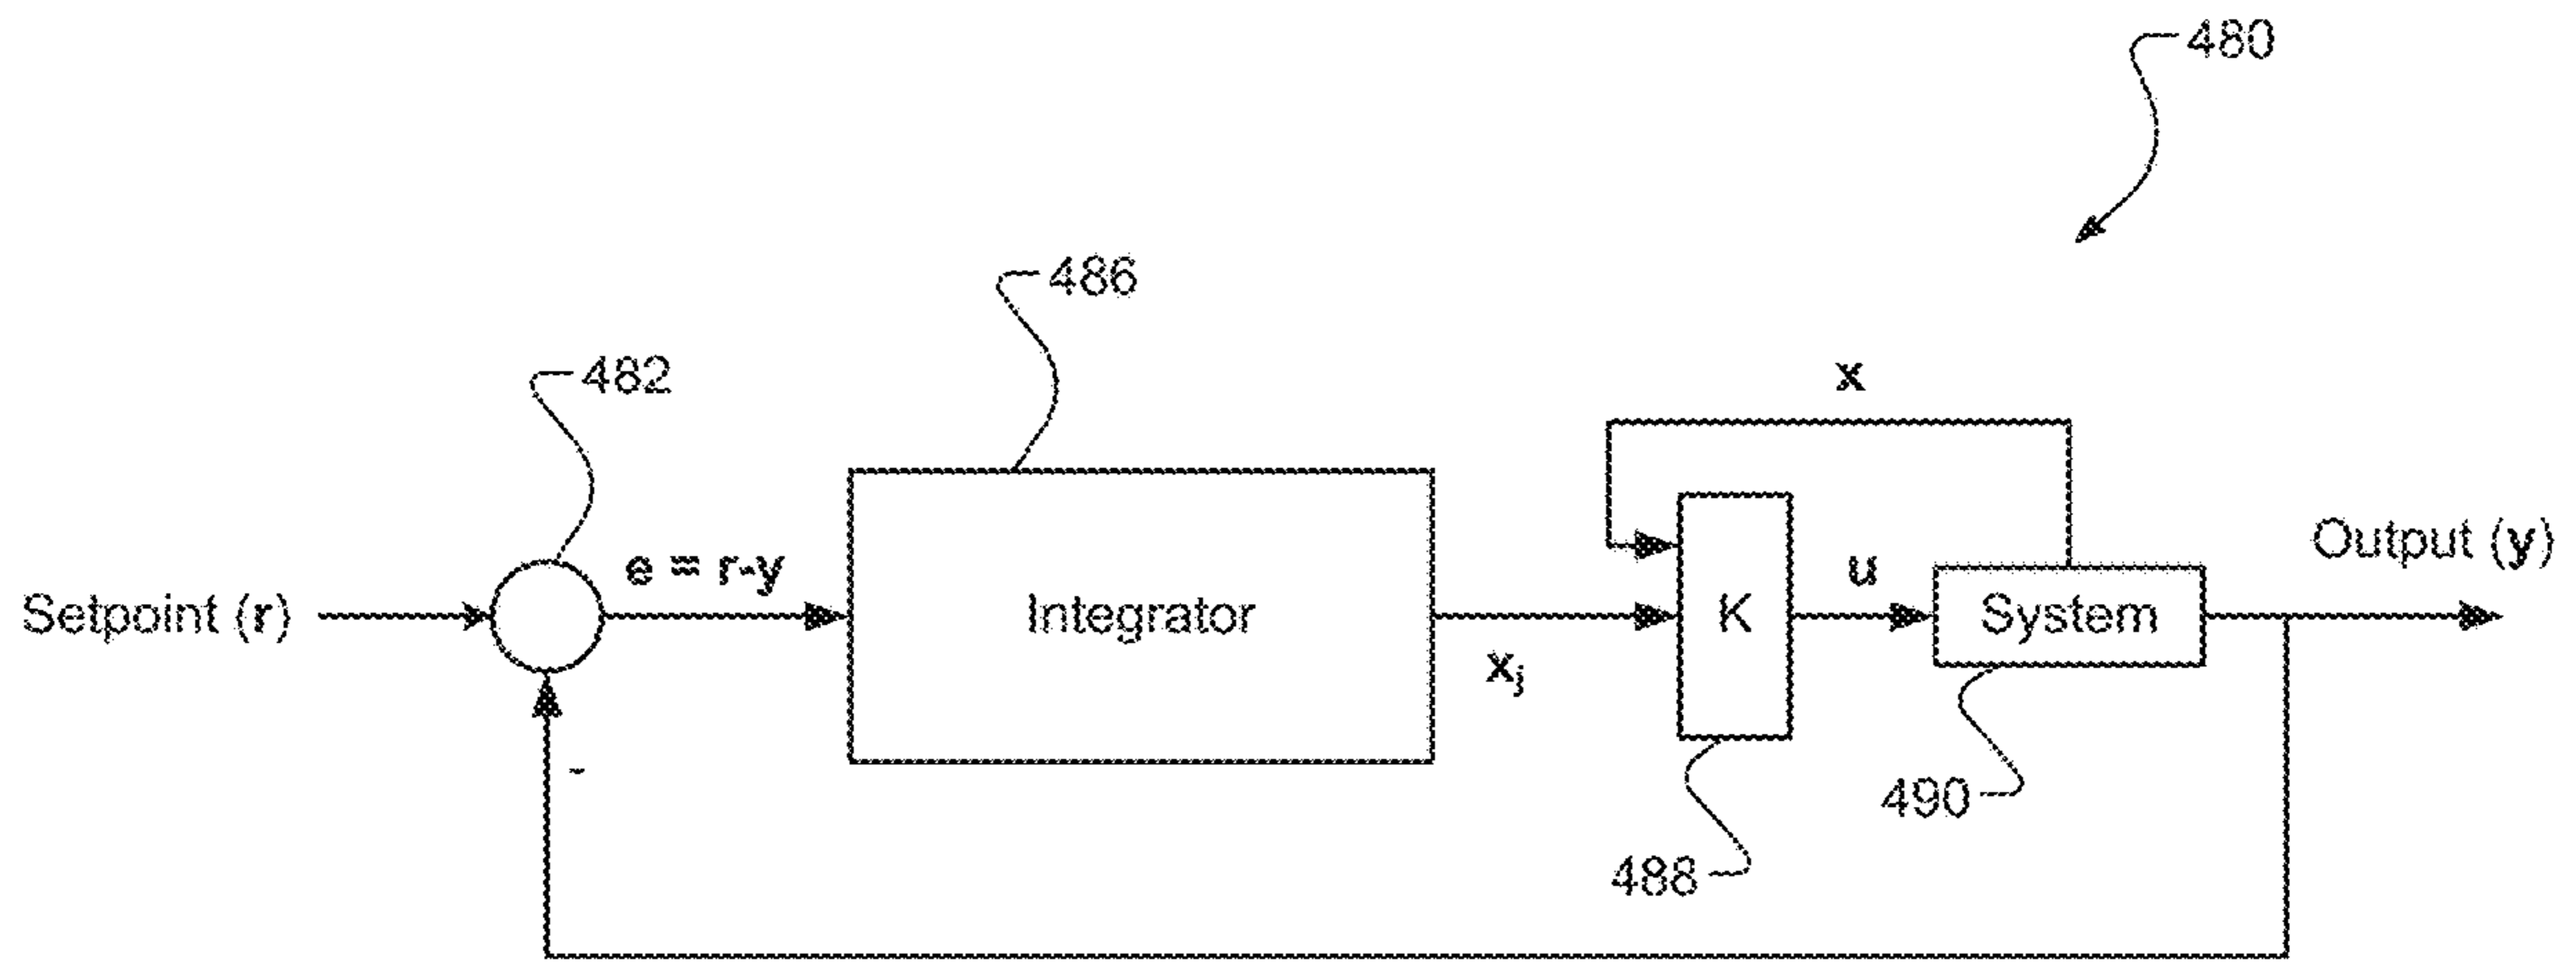 480
486
482
x
e = r-y
Output (y)
Setpoint (r)
Integrator
K
u
System
xⱼ
-
490
488